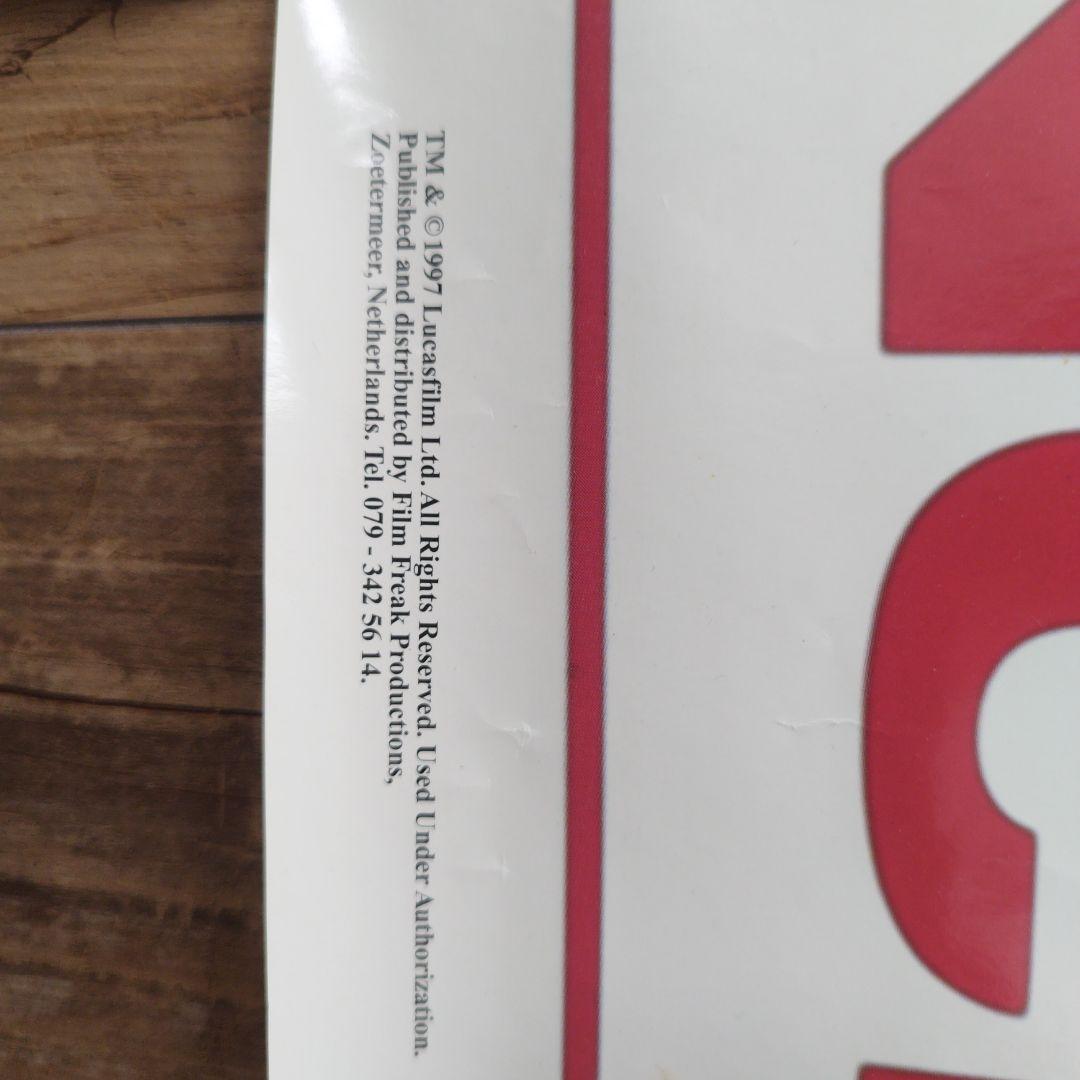 TM & ©1997 Lucasfilm Ltd. All Rights Reserved. Used Under Authorization.
Published and distributed by Film Freak Productions,
Zoetermeer, Netherlands. Tel. 079 - 342 56 14.